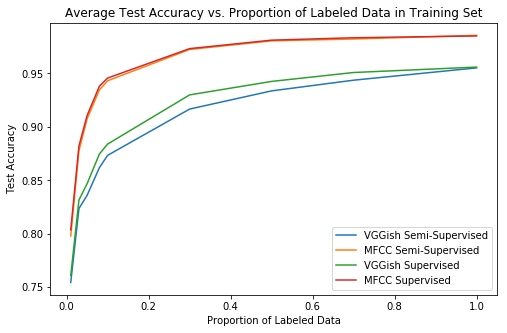 Average Test Accuracy vs. Proportion of Labeled Data in Training Set
Test Accuracy
0.95
0.90
0.85
0.80
0.75
0.0 0.2 0.4 0.6 0.8 1.0
Proportion of Labeled Data
VGGish Semi-Supervised
MFCC Semi-Supervised
VGGish Supervised
MFCC Supervised